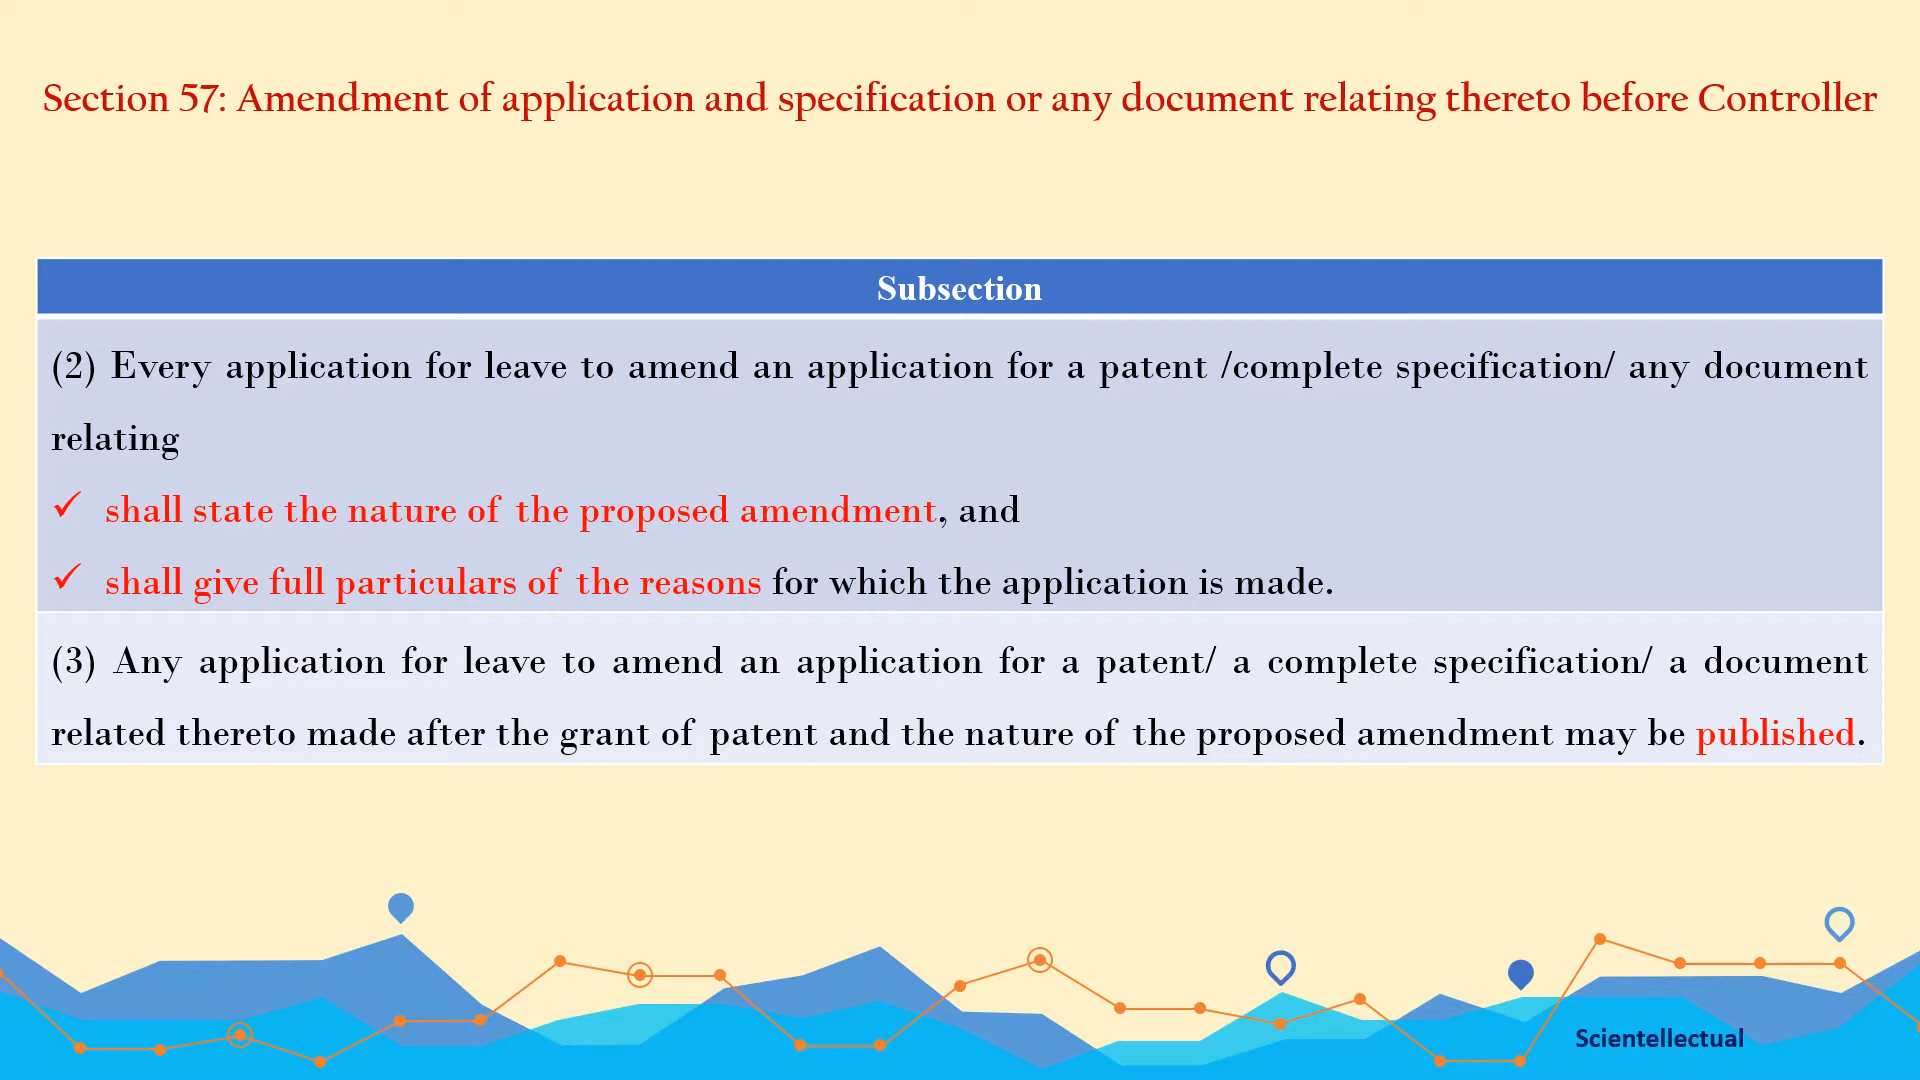 Section 57: Amendment of application and specification or any document relating thereto before Controller
Subsection
(2) Every application for leave to amend an application for a patent /complete specification/ any document
relating
✓ shall state the nature of the proposed amendment, and
✓ shall give full particulars of the reasons for which the application is made.
(3) Any application for leave to amend an application for a patent/ a complete specification/ a document
related thereto made after the grant of patent and the nature of the proposed amendment may be published.
Scientellectual